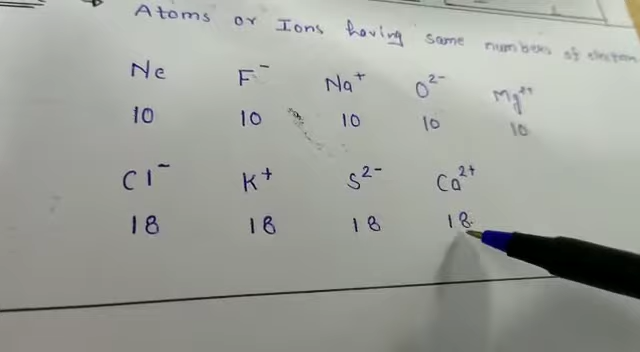 Atoms or Ions having same numbers of electron
Ne F⁻ Na⁺ O²⁻ Mg²⁺
10 10 10 10 10
Cl⁻ K⁺ S²⁻ Ca²⁺
18 18 18 18